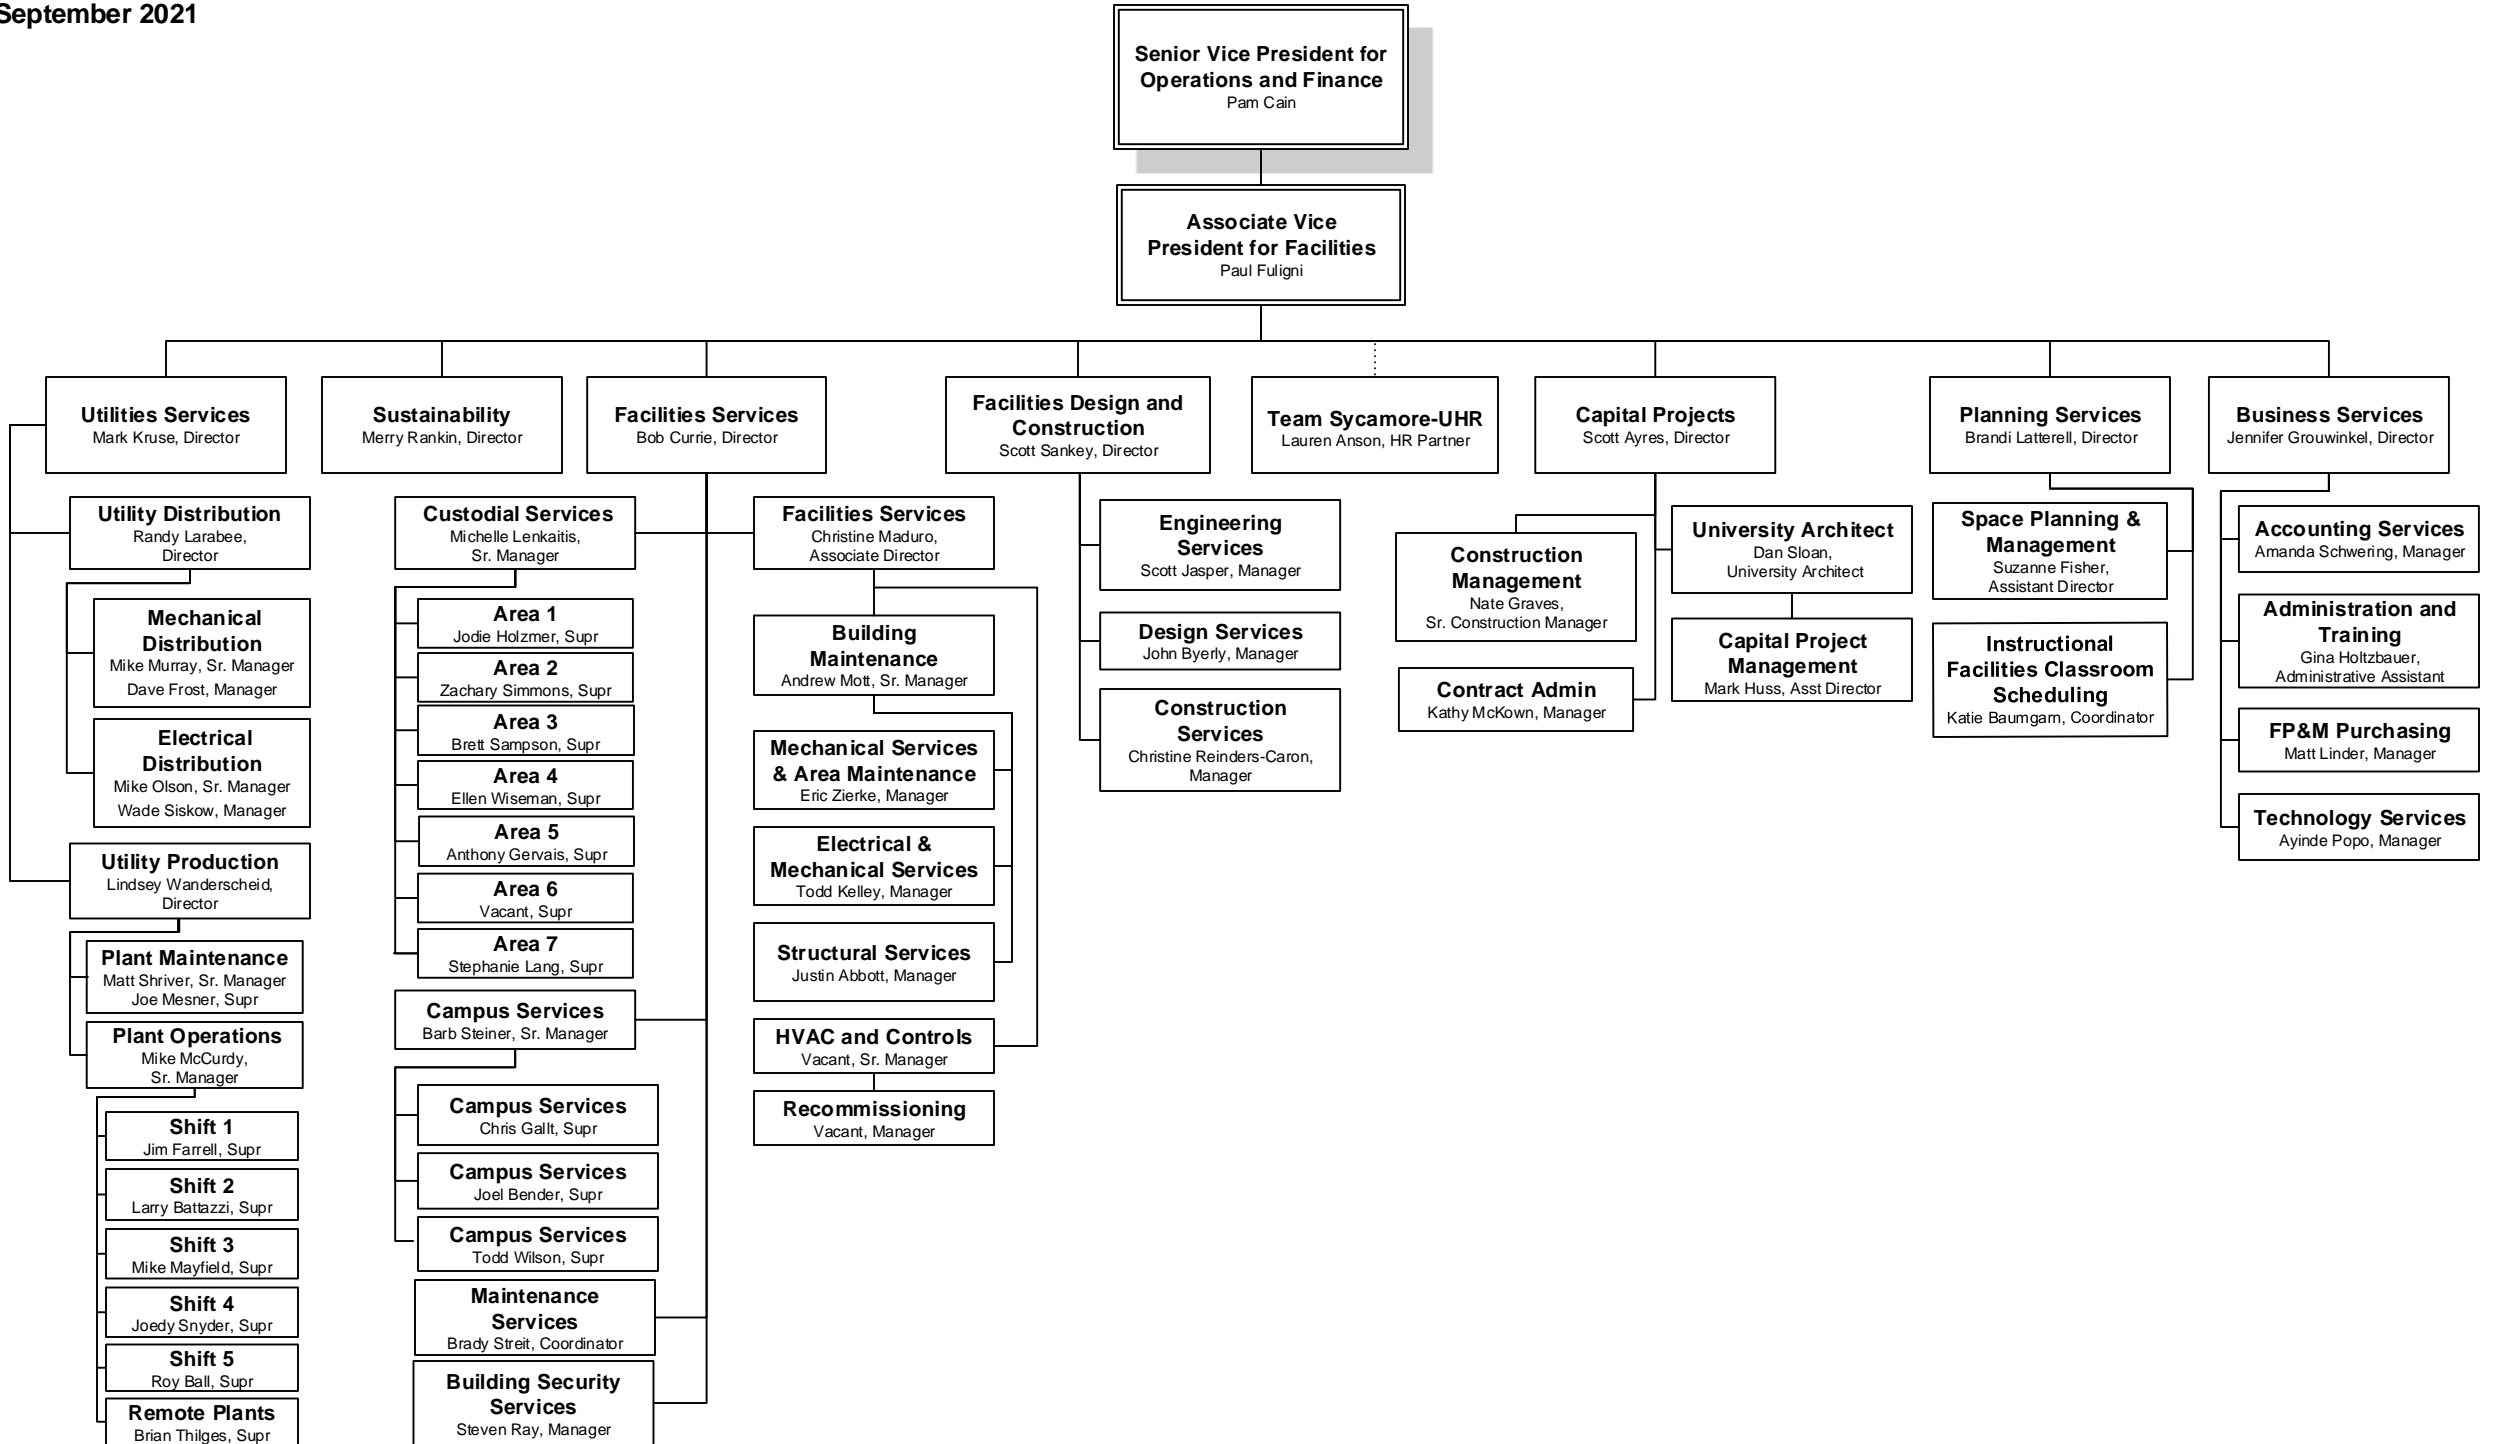 September 2021
Senior Vice President for
Operations and Finance
Pam Cain
Associate Vice
President for Facilities
Paul Fuligni
Utilities Services
Mark Kruse, Director
Sustainability
Merry Rankin, Director
Facilities Services
Bob Currie, Director
Facilities Design and
Construction
Scott Sankey, Director
Team Sycamore-UHR
Lauren Anson, HR Partner
Capital Projects
Scott Ayres, Director
Planning Services
Brandi Latterell, Director
Business Services
Jennifer Grouwinkel, Director
Utility Distribution
Randy Larabee,
Director
Mechanical
Distribution
Mike Murray, Sr. Manager
Dave Frost, Manager
Electrical
Distribution
Mike Olson, Sr. Manager
Wade Siskow, Manager
Utility Production
Lindsey Wanderscheid,
Director
Plant Maintenance
Matt Shriver, Sr. Manager
Joe Mesner, Supr
Plant Operations
Mike McCurdy,
Sr. Manager
Shift 1
Jim Farrell, Supr
Shift 2
Larry Battazzi, Supr
Shift 3
Mike Mayfield, Supr
Shift 4
Joedy Snyder, Supr
Shift 5
Roy Ball, Supr
Remote Plants
Brian Thilges, Supr
Custodial Services
Michelle Lenkaitis,
Sr. Manager
Area 1
Jodie Holzmer, Supr
Area 2
Zachary Simmons, Supr
Area 3
Brett Sampson, Supr
Area 4
Ellen Wiseman, Supr
Area 5
Anthony Gervais, Supr
Area 6
Vacant, Supr
Area 7
Stephanie Lang, Supr
Campus Services
Barb Steiner, Sr. Manager
Campus Services
Chris Gallt, Supr
Campus Services
Joel Bender, Supr
Campus Services
Todd Wilson, Supr
Maintenance
Services
Brady Streit, Coordinator
Building Security
Services
Steven Ray, Manager
Facilities Services
Christine Maduro,
Associate Director
Building
Maintenance
Andrew Mott, Sr. Manager
Mechanical Services
& Area Maintenance
Eric Zierke, Manager
Electrical &
Mechanical Services
Todd Kelley, Manager
Structural Services
Justin Abbott, Manager
HVAC and Controls
Vacant, Sr. Manager
Recommissioning
Vacant, Manager
Engineering
Services
Scott Jasper, Manager
Design Services
John Byerly, Manager
Construction
Services
Christine Reinders-Caron,
Manager
Construction
Management
Nate Graves,
Sr. Construction Manager
Contract Admin
Kathy McKown, Manager
University Architect
Dan Sloan,
University Architect
Capital Project
Management
Mark Huss, Asst Director
Space Planning &
Management
Suzanne Fisher,
Assistant Director
Instructional
Facilities Classroom
Scheduling
Katie Baumgarn, Coordinator
Accounting Services
Amanda Schwering, Manager
Administration and
Training
Gina Holtzbauer,
Administrative Assistant
FP&M Purchasing
Matt Linder, Manager
Technology Services
Ayinde Popo, Manager